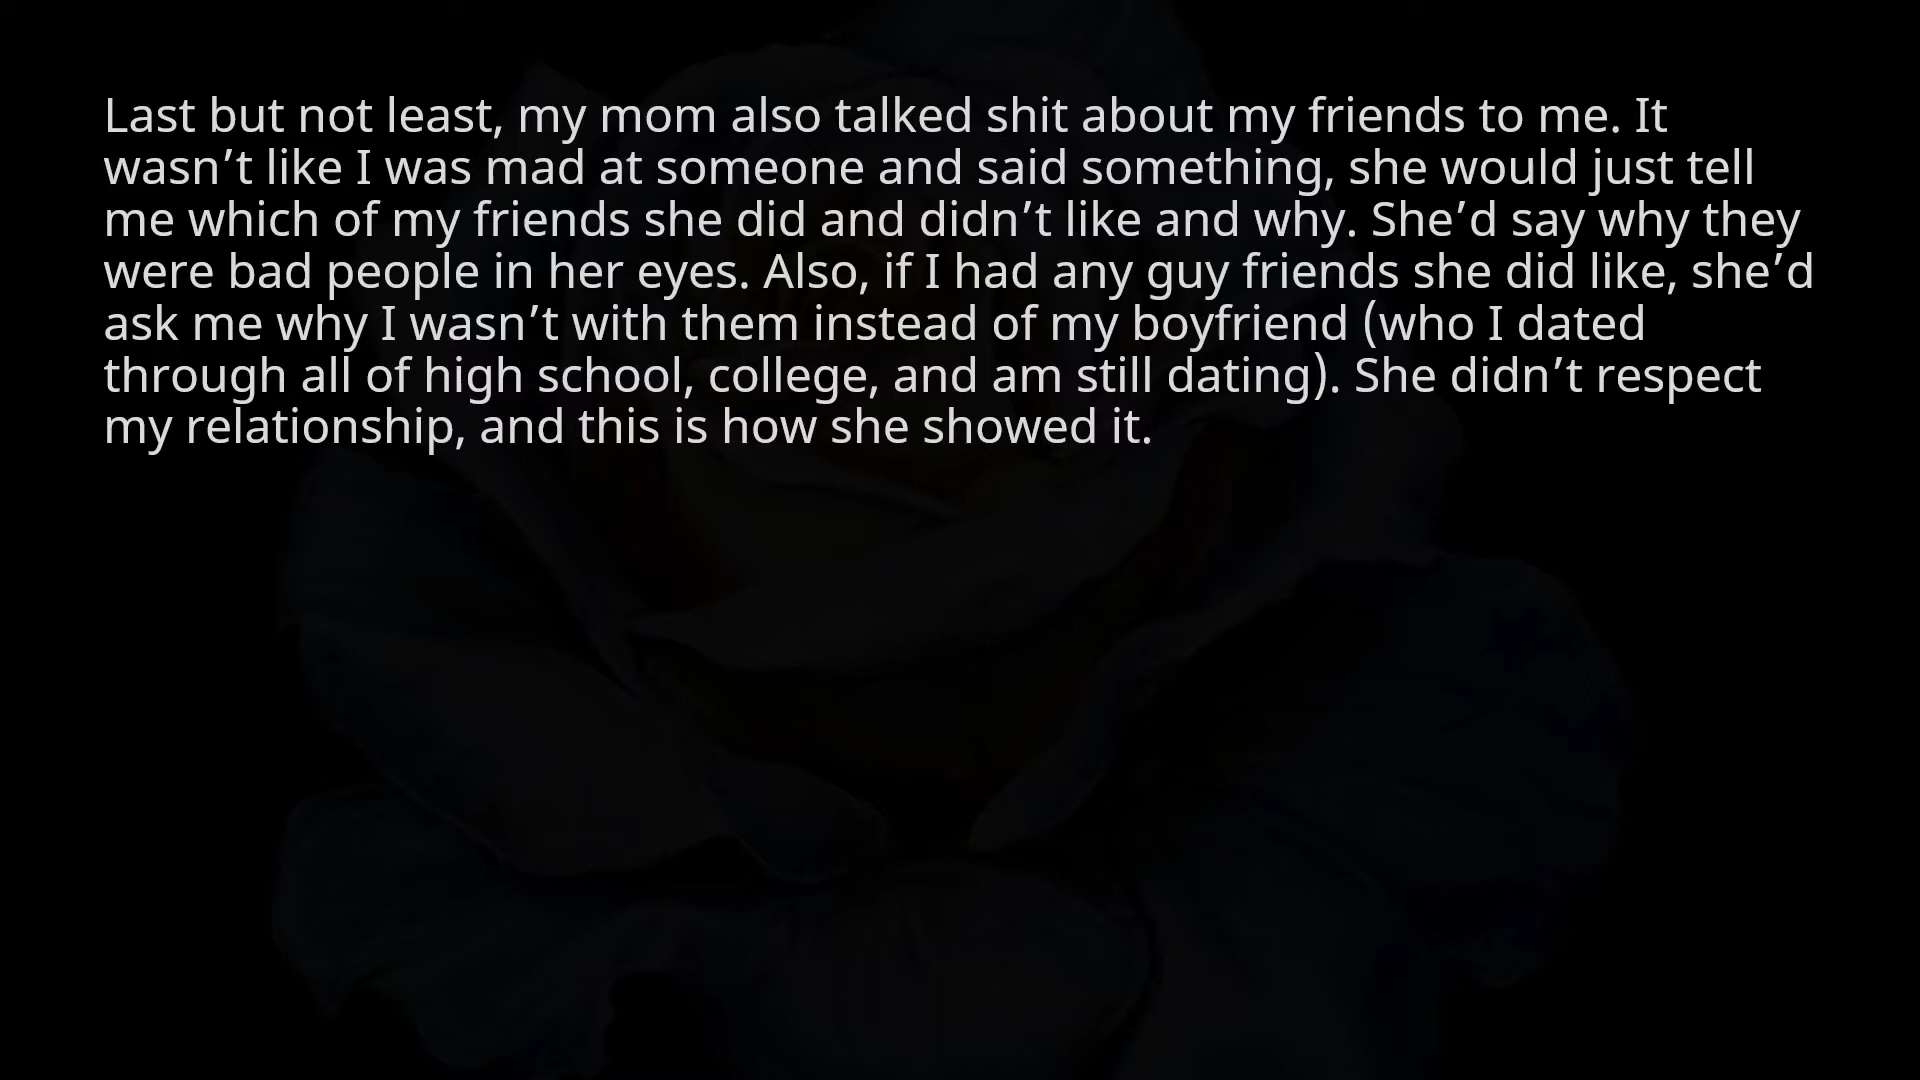 Last but not least, my mom also talked shit about my friends to me. It
wasn’t like I was mad at someone and said something, she would just tell
me which of my friends she did and didn’t like and why. She’d say why they
were bad people in her eyes. Also, if I had any guy friends she did like, she’d
ask me why I wasn’t with them instead of my boyfriend (who I dated
through all of high school, college, and am still dating). She didn’t respect
my relationship, and this is how she showed it.